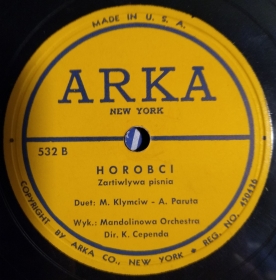 MADE IN U. S. A.
ARKA
NEW YORK
532 B
HOROBCI
Zartiwlywa pisnia
Duet: M. Klymciw - A. Paruta
Wyk.: Mandolinowa Orchestra
Dir. K. Cependa
COPYRIGHT BY ARKA CO., NEW YORK • REG. NO. 459436